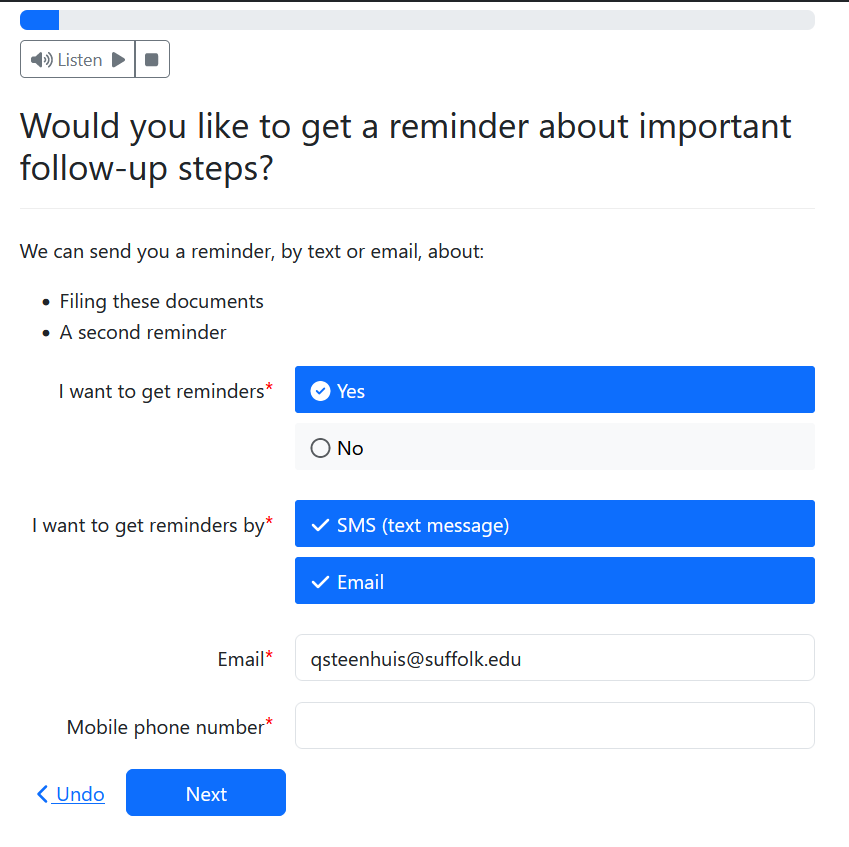 Listen
Would you like to get a reminder about important
follow-up steps?
We can send you a reminder, by text or email, about:
• Filing these documents
• A second reminder
I want to get reminders*
Yes
No
I want to get reminders by*
SMS (text message)
Email
Email*
qsteenhuis@suffolk.edu
Mobile phone number*
Undo
Next